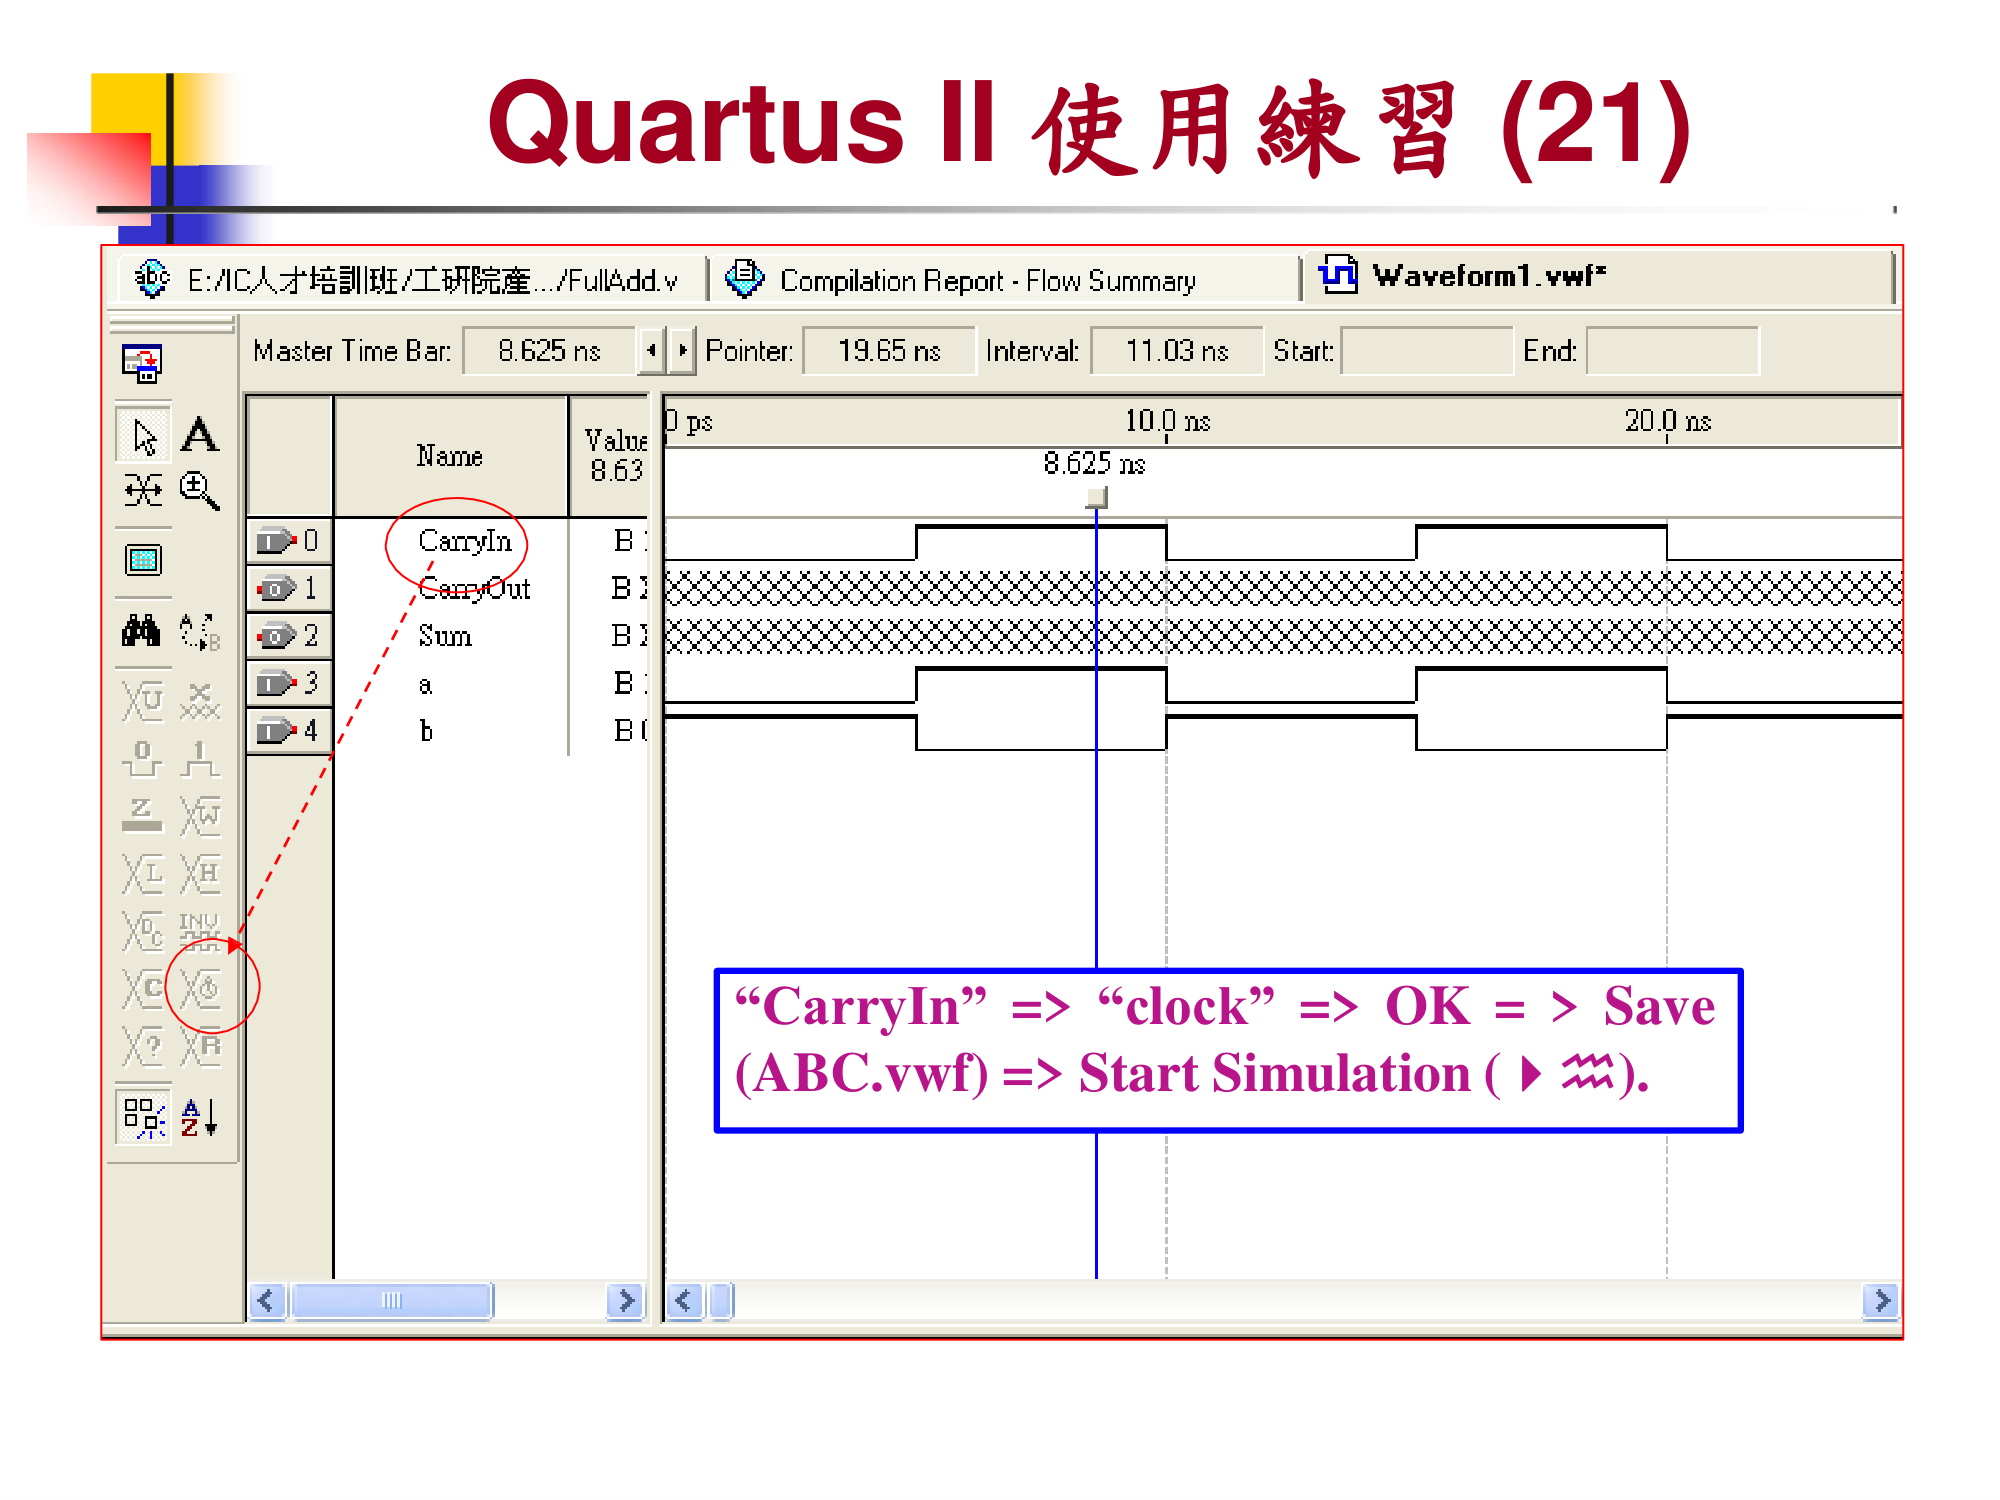 Quartus II 使用練習 (21)
E:/IC人才培訓班/工研院產.../FullAdd.v
Compilation Report - Flow Summary
Waveform1.vwf*
Master Time Bar: 8.625 ns Pointer: 19.65 ns Interval: 11.03 ns Start: End:
Name
Value
8.63
0 ps 10.0 ns 20.0 ns
8.625 ns
0 CarryIn B 1
1 CarryOut B X
2 Sum B X
3 a B 1
4 b B 0
“CarryIn” => “clock” => OK = > Save
(ABC.vwf) => Start Simulation ( ).